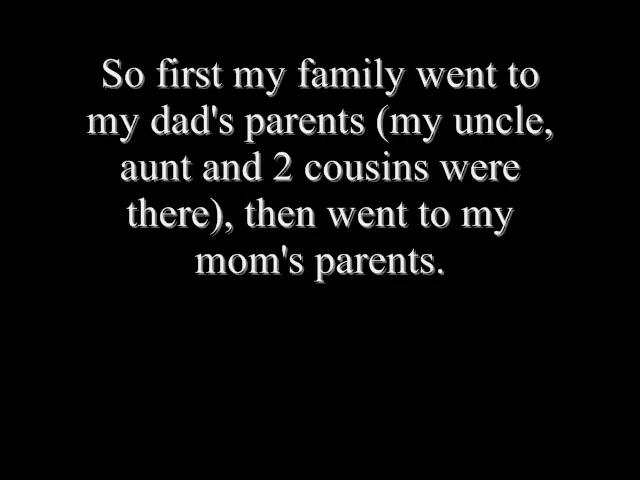 So first my family went to
my dad's parents (my uncle,
aunt and 2 cousins were
there), then went to my
mom's parents.